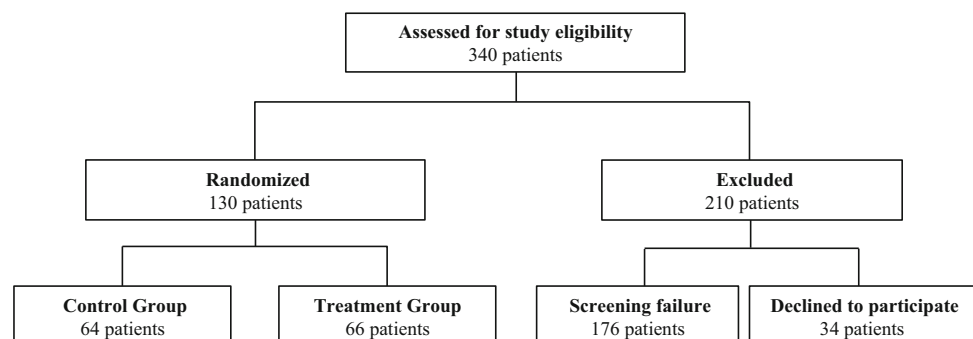 Assessed for study eligibility
340 patients
Randomized
130 patients
Excluded
210 patients
Control Group
64 patients
Treatment Group
66 patients
Screening failure
176 patients
Declined to participate
34 patients